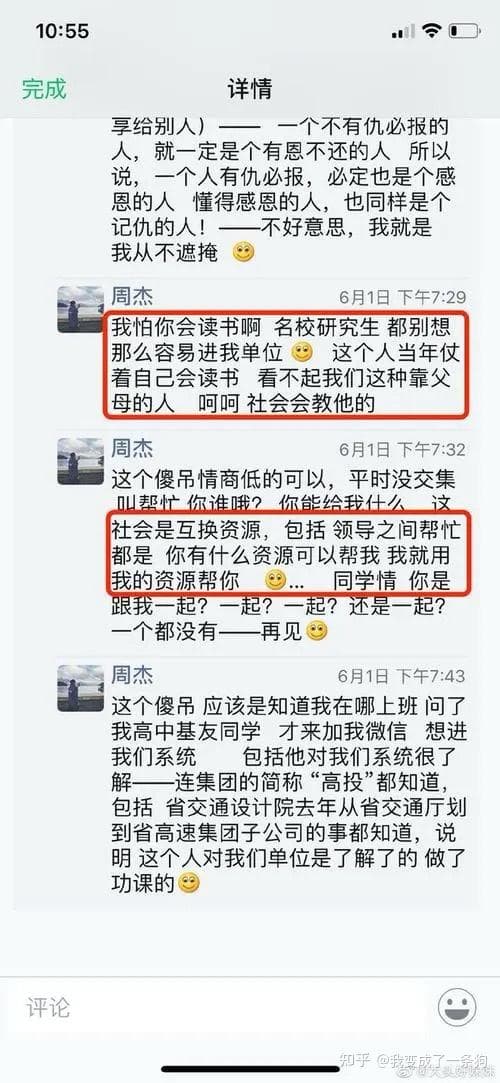 10:55
完成
详情
享给别人）—— 一个不有仇必报的
人，就一定是个有恩不还的人 所以
说，一个人有仇必报，必定也是个感
恩的人 懂得感恩的人，也同样是个
记仇的人！——不好意思，我就是
我从不遮掩
周杰
6月1日 下午7:29
我怕你会读书啊 名校研究生 都别想
那么容易进我单位 这个人当年仗
着自己会读书 看不起我们这种靠父
母的人 呵呵 社会会教他的
周杰
6月1日 下午7:32
这个傻吊情商低的可以，平时没交集
叫帮忙 你谁哦？你能给我什么 这
社会是互换资源，包括 领导之间帮忙
都是 你有什么资源可以帮我 我就用
我的资源帮你 ... 同学情 你是
跟我一起？一起？一起？还是一起？
一个都没有——再见
周杰
6月1日 下午7:43
这个傻吊 应该是知道我在哪上班 问了
我高中基友同学 才来加我微信 想进
我们系统 包括他对我们系统很了
解——连集团的简称 “高投”都知道，
包括 省交通设计院去年从省交通厅划
到省高速集团子公司的事都知道，说
明 这个人对我们单位是了解了的 做了
功课的
评论
知乎 @我变成了一条狗